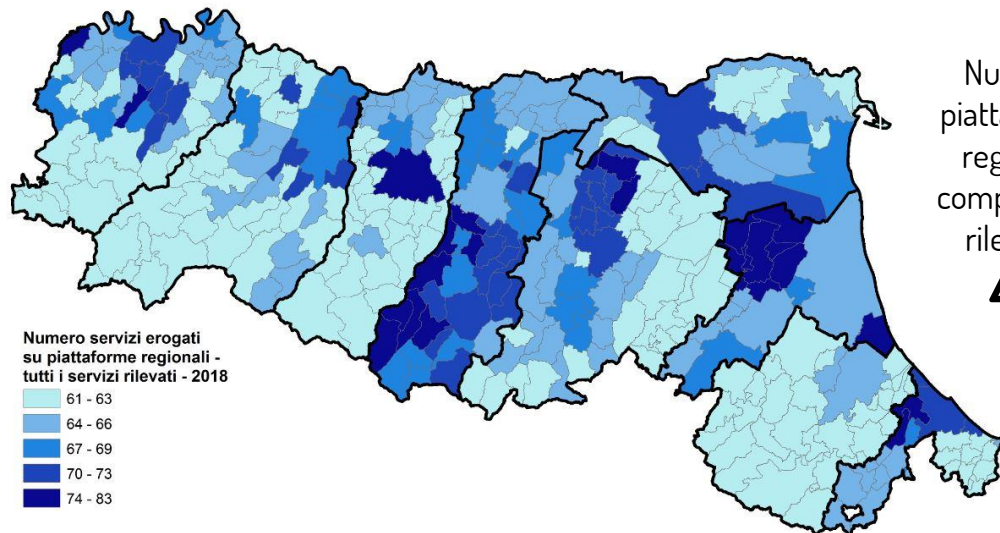 Nu
piatta
reg
comp
rile
Numero servizi erogati
su piattaforme regionali -
tutti i servizi rilevati - 2018
61 - 63
64 - 66
67 - 69
70 - 73
74 - 83